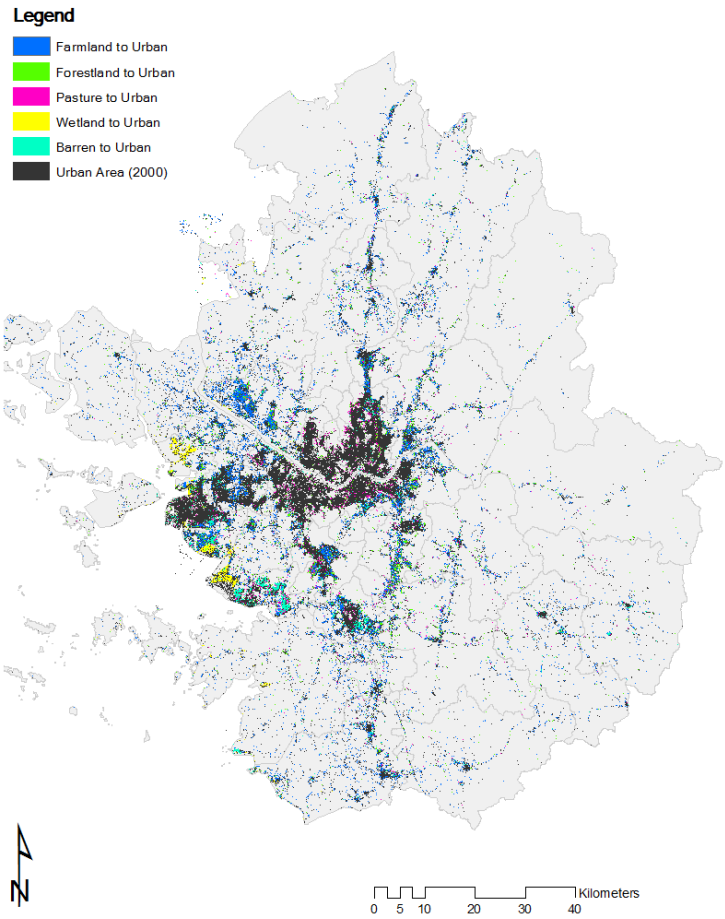 Legend
Farmland to Urban
Forestland to Urban
Pasture to Urban
Wetland to Urban
Barren to Urban
Urban Area (2000)
N
Kilometers
0 5 10 20 30 40